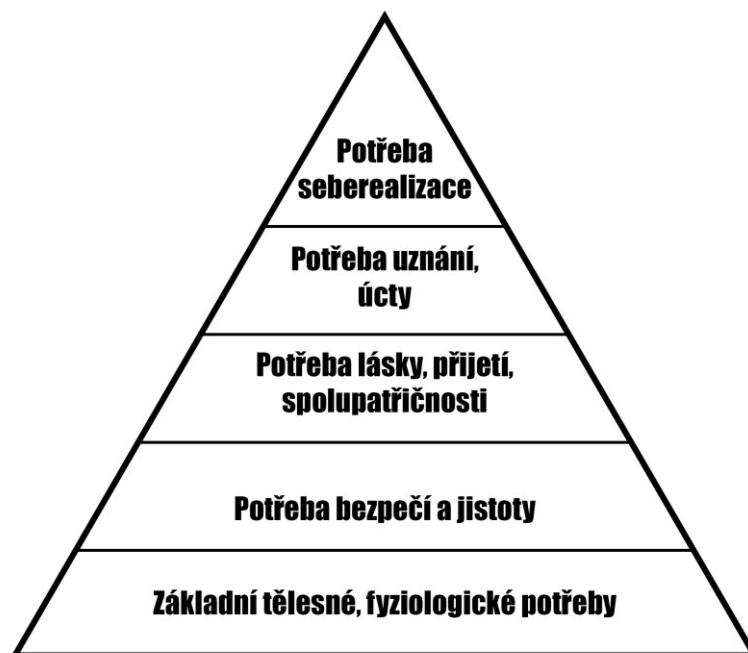 Potřeba
seberealizace
Potřeba uznání,
úcty
Potřeba lásky, přijetí,
spolupatřičnosti
Potřeba bezpečí a jistoty
Základní tělesné, fyziologické potřeby